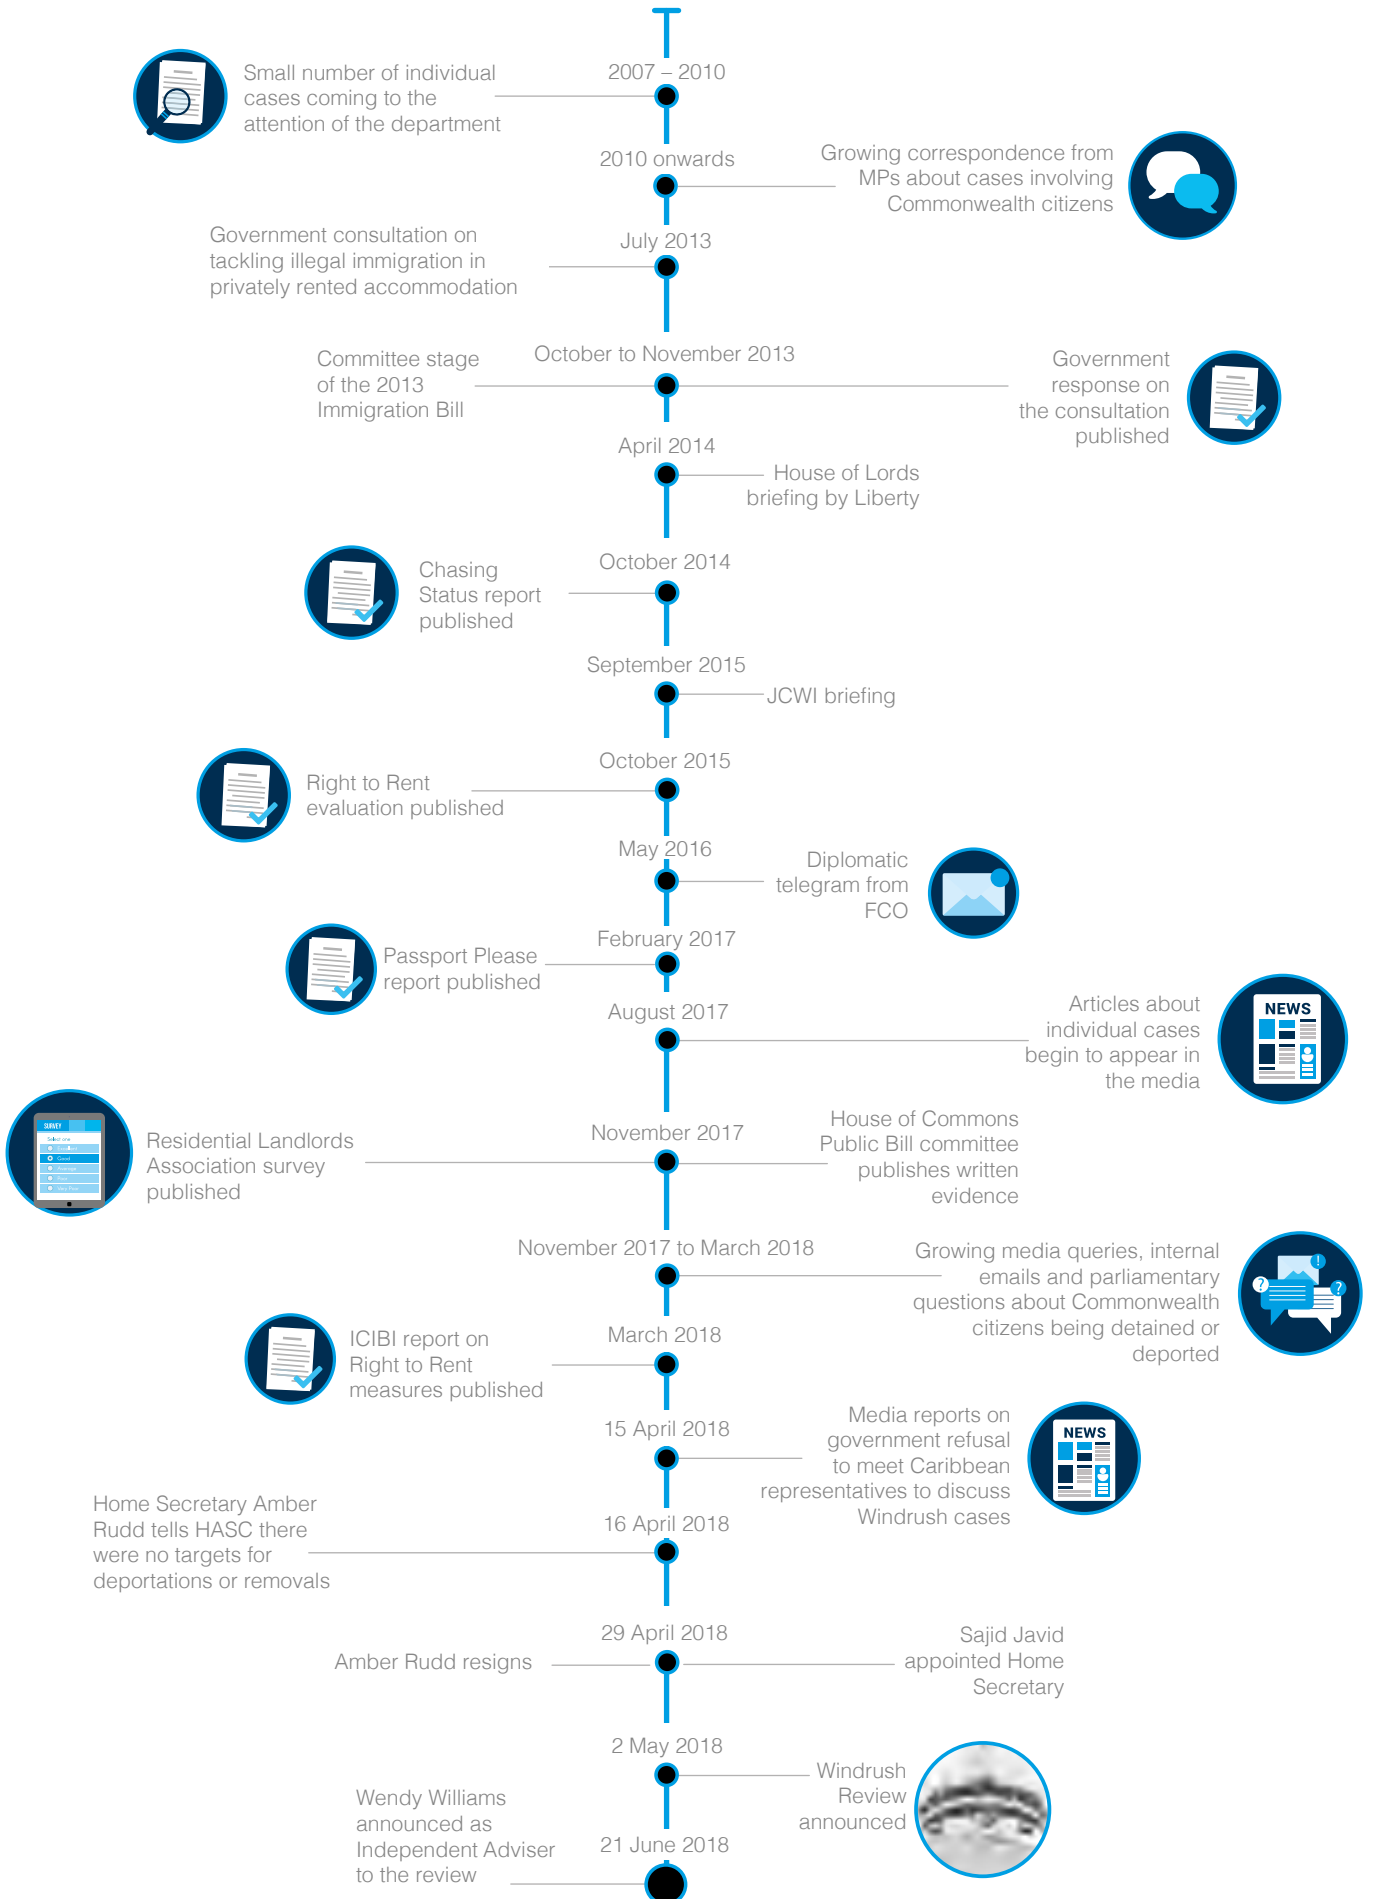 2007 – 2010
Small number of individual
cases coming to the
attention of the department
2010 onwards
Growing correspondence from
MPs about cases involving
Commonwealth citizens
July 2013
Government consultation on
tackling illegal immigration in
privately rented accommodation
October to November 2013
Committee stage
of the 2013
Immigration Bill
Government
response on
the consultation
published
April 2014
House of Lords
briefing by Liberty
October 2014
Chasing
Status report
published
September 2015
JCWI briefing
October 2015
Right to Rent
evaluation published
May 2016
Diplomatic
telegram from
FCO
February 2017
Passport Please
report published
August 2017
Articles about
individual cases
begin to appear in
the media
NEWS
November 2017
SURVEY
Select one
Excellent
Good
Average
Poor
Very Poor
Residential Landlords
Association survey
published
House of Commons
Public Bill committee
publishes written
evidence
November 2017 to March 2018
Growing media queries, internal
emails and parliamentary
questions about Commonwealth
citizens being detained or
deported
?
!
?
March 2018
ICIBI report on
Right to Rent
measures published
15 April 2018
Media reports on
government refusal
to meet Caribbean
representatives to discuss
Windrush cases
NEWS
16 April 2018
Home Secretary Amber
Rudd tells HASC there
were no targets for
deportations or removals
29 April 2018
Amber Rudd resigns
Sajid Javid
appointed Home
Secretary
2 May 2018
Windrush
Review
announced
21 June 2018
Wendy Williams
announced as
Independent Adviser
to the review